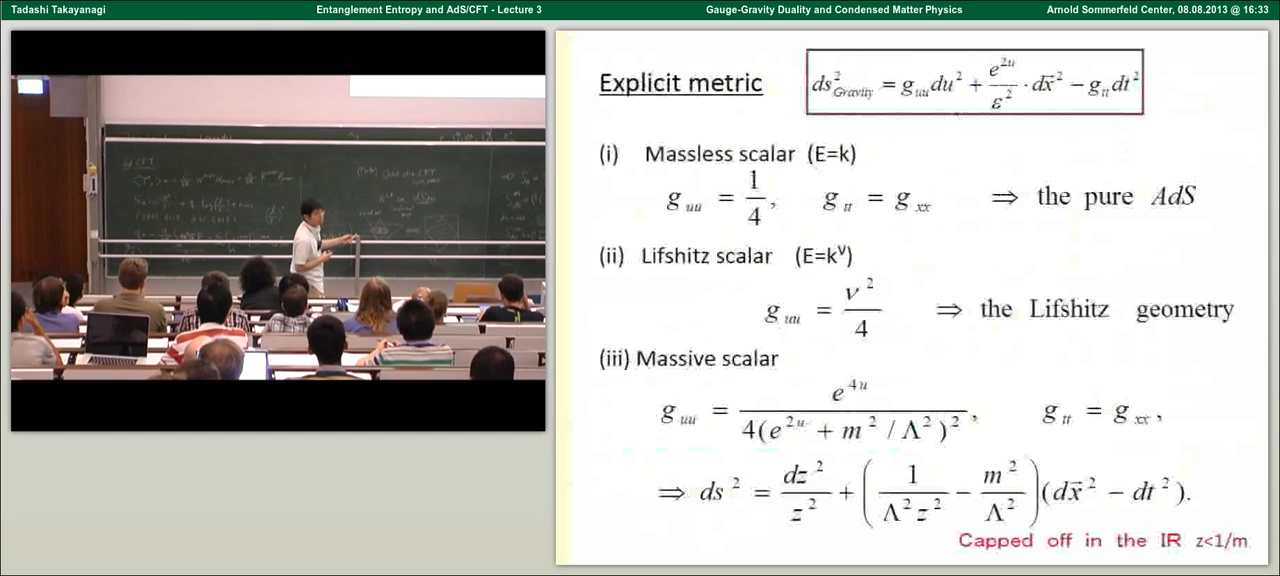 Tadashi Takayanagi Entanglement Entropy and AdS/CFT - Lecture 3 Gauge-Gravity Duality and Condensed Matter Physics Arnold Sommerfeld Center, 08.08.2013 @ 16:33
Explicit metric ds²_Gravity = g_uu du² + e^{2u}/ε² · dx⃗² − g_tt dt²
(i) Massless scalar (E=k)
g_uu = 1/4, g_tt = g_xx ⇒ the pure AdS
(ii) Lifshitz scalar (E=k^ν)
g_uu = ν²/4 ⇒ the Lifshitz geometry
(iii) Massive scalar
g_uu = e^{4u}/4(e^{2u} + m²/Λ²)², g_tt = g_xx,
⇒ ds² = dz²/z² + (1/Λ²z² − m²/Λ²)(dx⃗² − dt²).
Capped off in the IR z<1/m